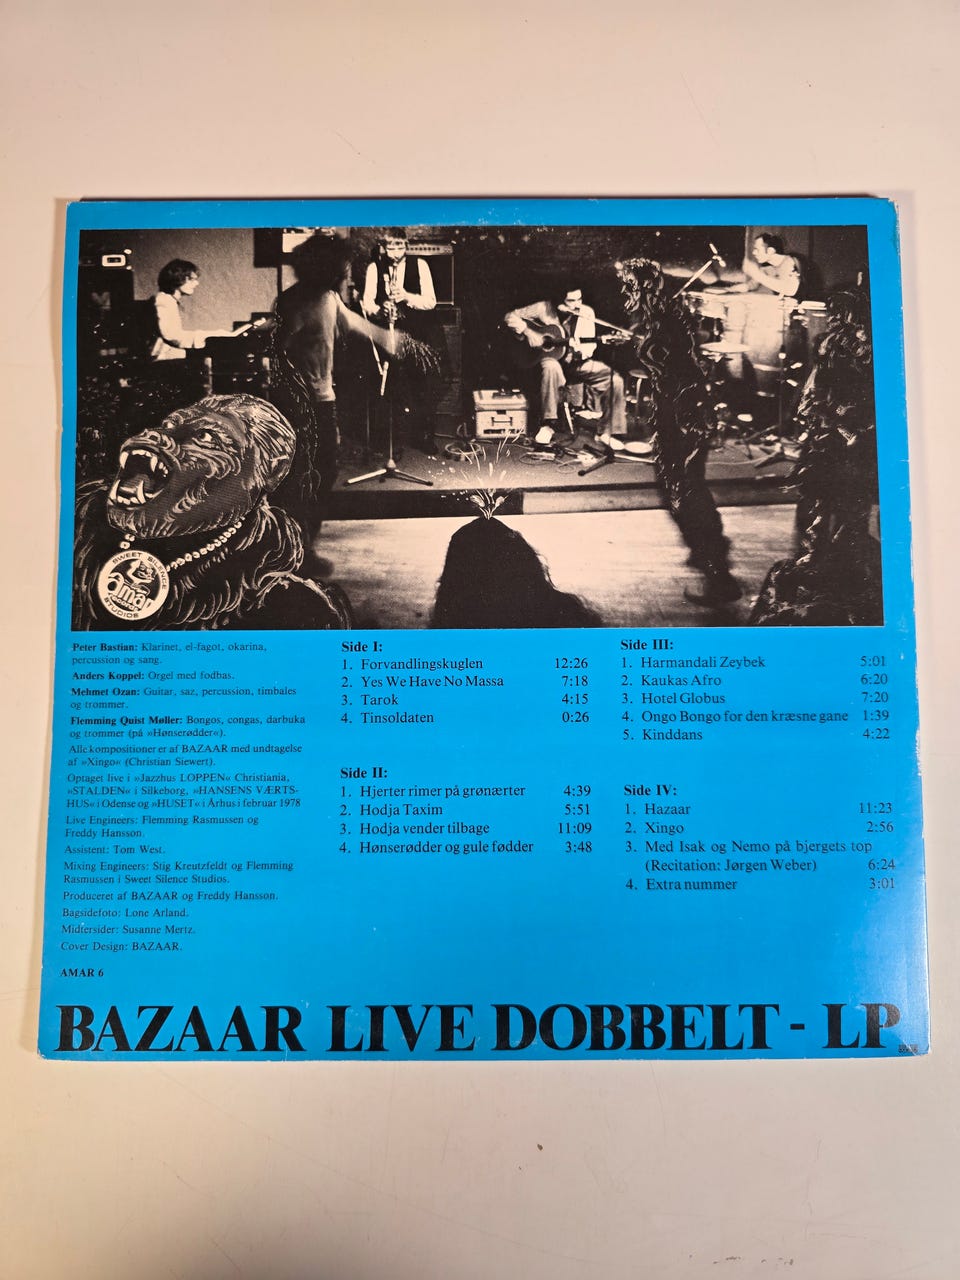 SWEET SILENCE
amar
STUDIOS
Peter Bastian: Klarinet, el-fagot, okarina,
percussion og sang.
Anders Koppel: Orgel med fodbas.
Mehmet Ozan: Guitar, saz, percussion, timbales
og trommer.
Flemming Quist Møller: Bongos, congas, darbuka
og trommer (på »Hønserødder«).
Alle kompositioner er af BAZAAR med undtagelse
af »Xingo« (Christian Siewert).
Optaget live i »Jazzhus LOPPEN« Christiania,
»STALDEN« i Silkeborg, »HANSENS VÆRTS-
HUS« i Odense og »HUSET« i Århus i februar 1978
Live Engineers: Flemming Rasmussen og
Freddy Hansson.
Assistent: Tom West.
Mixing Engineers: Stig Kreutzfeldt og Flemming
Rasmussen i Sweet Silence Studios.
Produceret af BAZAAR og Freddy Hansson.
Bagsidefoto: Lone Arland.
Midtersider: Susanne Mertz.
Cover Design: BAZAAR.
AMAR 6
Side I:
1. Forvandlingskuglen 12:26
2. Yes We Have No Massa 7:18
3. Tarok 4:15
4. Tinsoldaten 0:26
Side II:
1. Hjerter rimer på grønærter 4:39
2. Hodja Taxim 5:51
3. Hodja vender tilbage 11:09
4. Hønserødder og gule fødder 3:48
Side III:
1. Harmandali Zeybek 5:01
2. Kaukas Afro 6:20
3. Hotel Globus 7:20
4. Ongo Bongo for den kræsne gane 1:39
5. Kinddans 4:22
Side IV:
1. Hazaar 11:23
2. Xingo 2:56
3. Med Isak og Nemo på bjergets top
(Recitation: Jørgen Weber) 6:24
4. Extra nummer 3:01
BAZAAR LIVE DOBBELT - LP